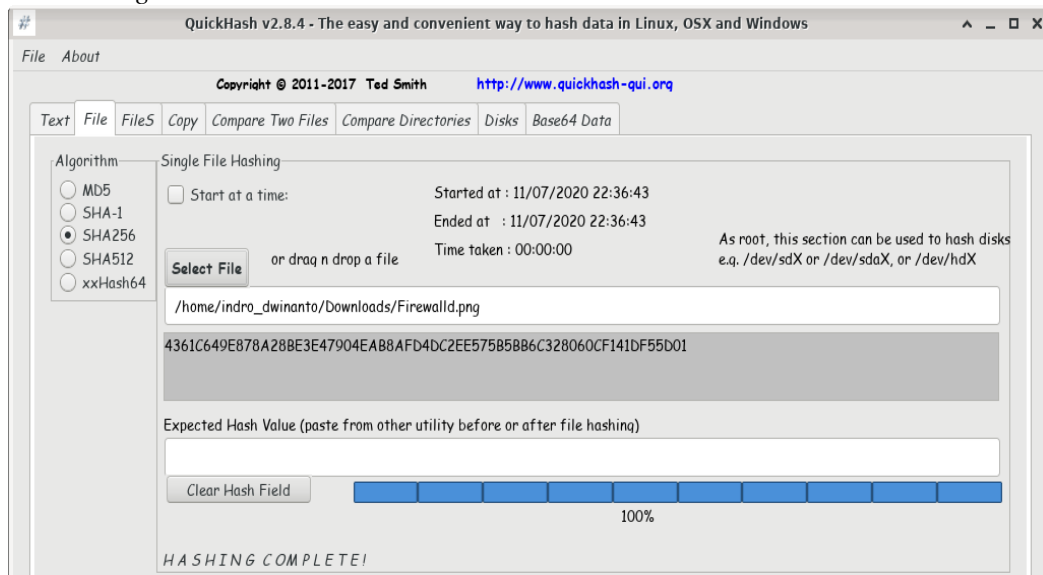 QuickHash v2.8.4 - The easy and convenient way to hash data in Linux, OSX and Windows
File About
Copyright © 2011-2017 Ted Smith http://www.quickhash-gui.org
Text File FileS Copy Compare Two Files Compare Directories Disks Base64 Data
Algorithm
MD5
SHA-1
SHA256
SHA512
xxHash64
Single File Hashing
Start at a time:
Started at : 11/07/2020 22:36:43
Ended at : 11/07/2020 22:36:43
Time taken : 00:00:00
Select File or drag n drop a file
As root, this section can be used to hash disks
e.g. /dev/sdX or /dev/sdaX, or /dev/hdX
/home/indro_dwinanto/Downloads/Firewalld.png
4361C649E878A28BE3E47904EAB8AFD4DC2EE575B5BB6C328060CF141DF55D01
Expected Hash Value (paste from other utility before or after file hashing)
Clear Hash Field
100%
HASHING COMPLETE!